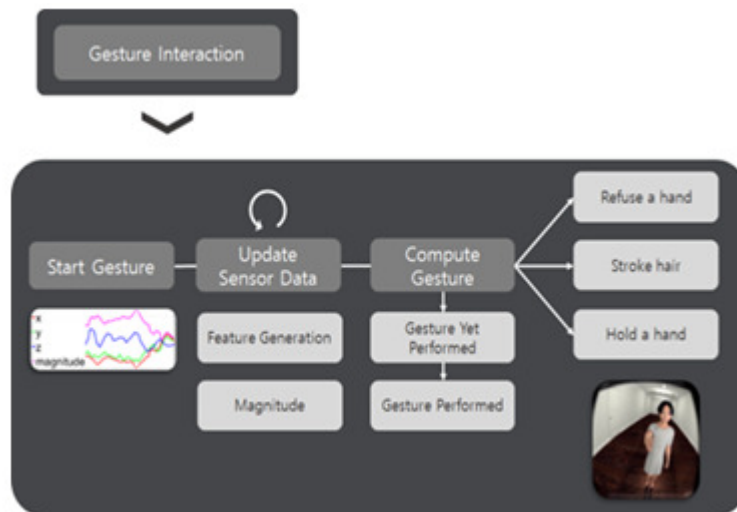 Gesture Interaction
Start Gesture
Update
Sensor Data
Compute
Gesture
Refuse a hand
Stroke hair
Hold a hand
x
y
z
magnitude
Feature Generation
Magnitude
Gesture Yet
Performed
Gesture Performed